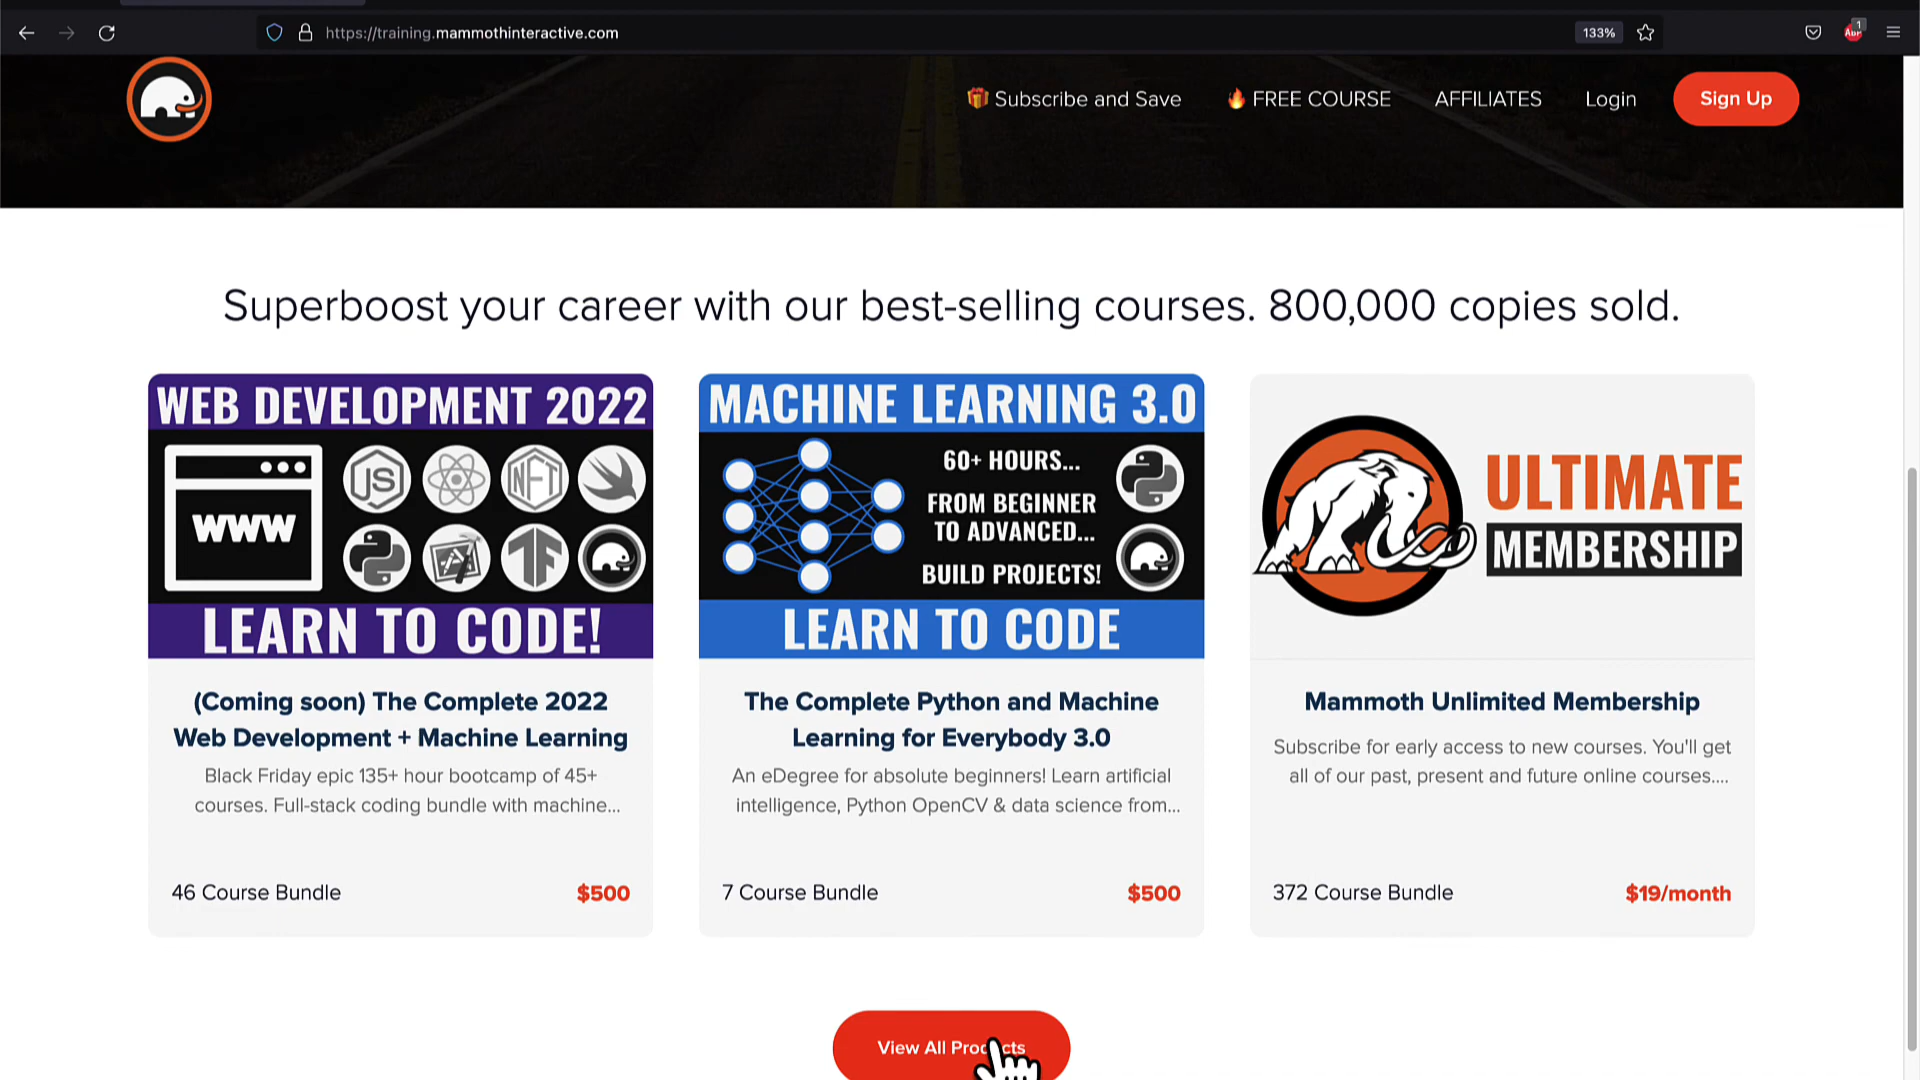 https://training.mammothinteractive.com
133%
1
ABP
🎁 Subscribe and Save
🔥 FREE COURSE
AFFILIATES
Login
Sign Up
Superboost your career with our best-selling courses. 800,000 copies sold.
WEB DEVELOPMENT 2022
WWW
JS
NFT
LEARN TO CODE!
(Coming soon) The Complete 2022
Web Development + Machine Learning
Black Friday epic 135+ hour bootcamp of 45+
courses. Full-stack coding bundle with machine...
46 Course Bundle
$500
MACHINE LEARNING 3.0
60+ HOURS...
FROM BEGINNER
TO ADVANCED...
BUILD PROJECTS!
LEARN TO CODE
The Complete Python and Machine
Learning for Everybody 3.0
An eDegree for absolute beginners! Learn artificial
intelligence, Python OpenCV & data science from...
7 Course Bundle
$500
ULTIMATE
MEMBERSHIP
Mammoth Unlimited Membership
Subscribe for early access to new courses. You'll get
all of our past, present and future online courses....
372 Course Bundle
$19/month
View All Products